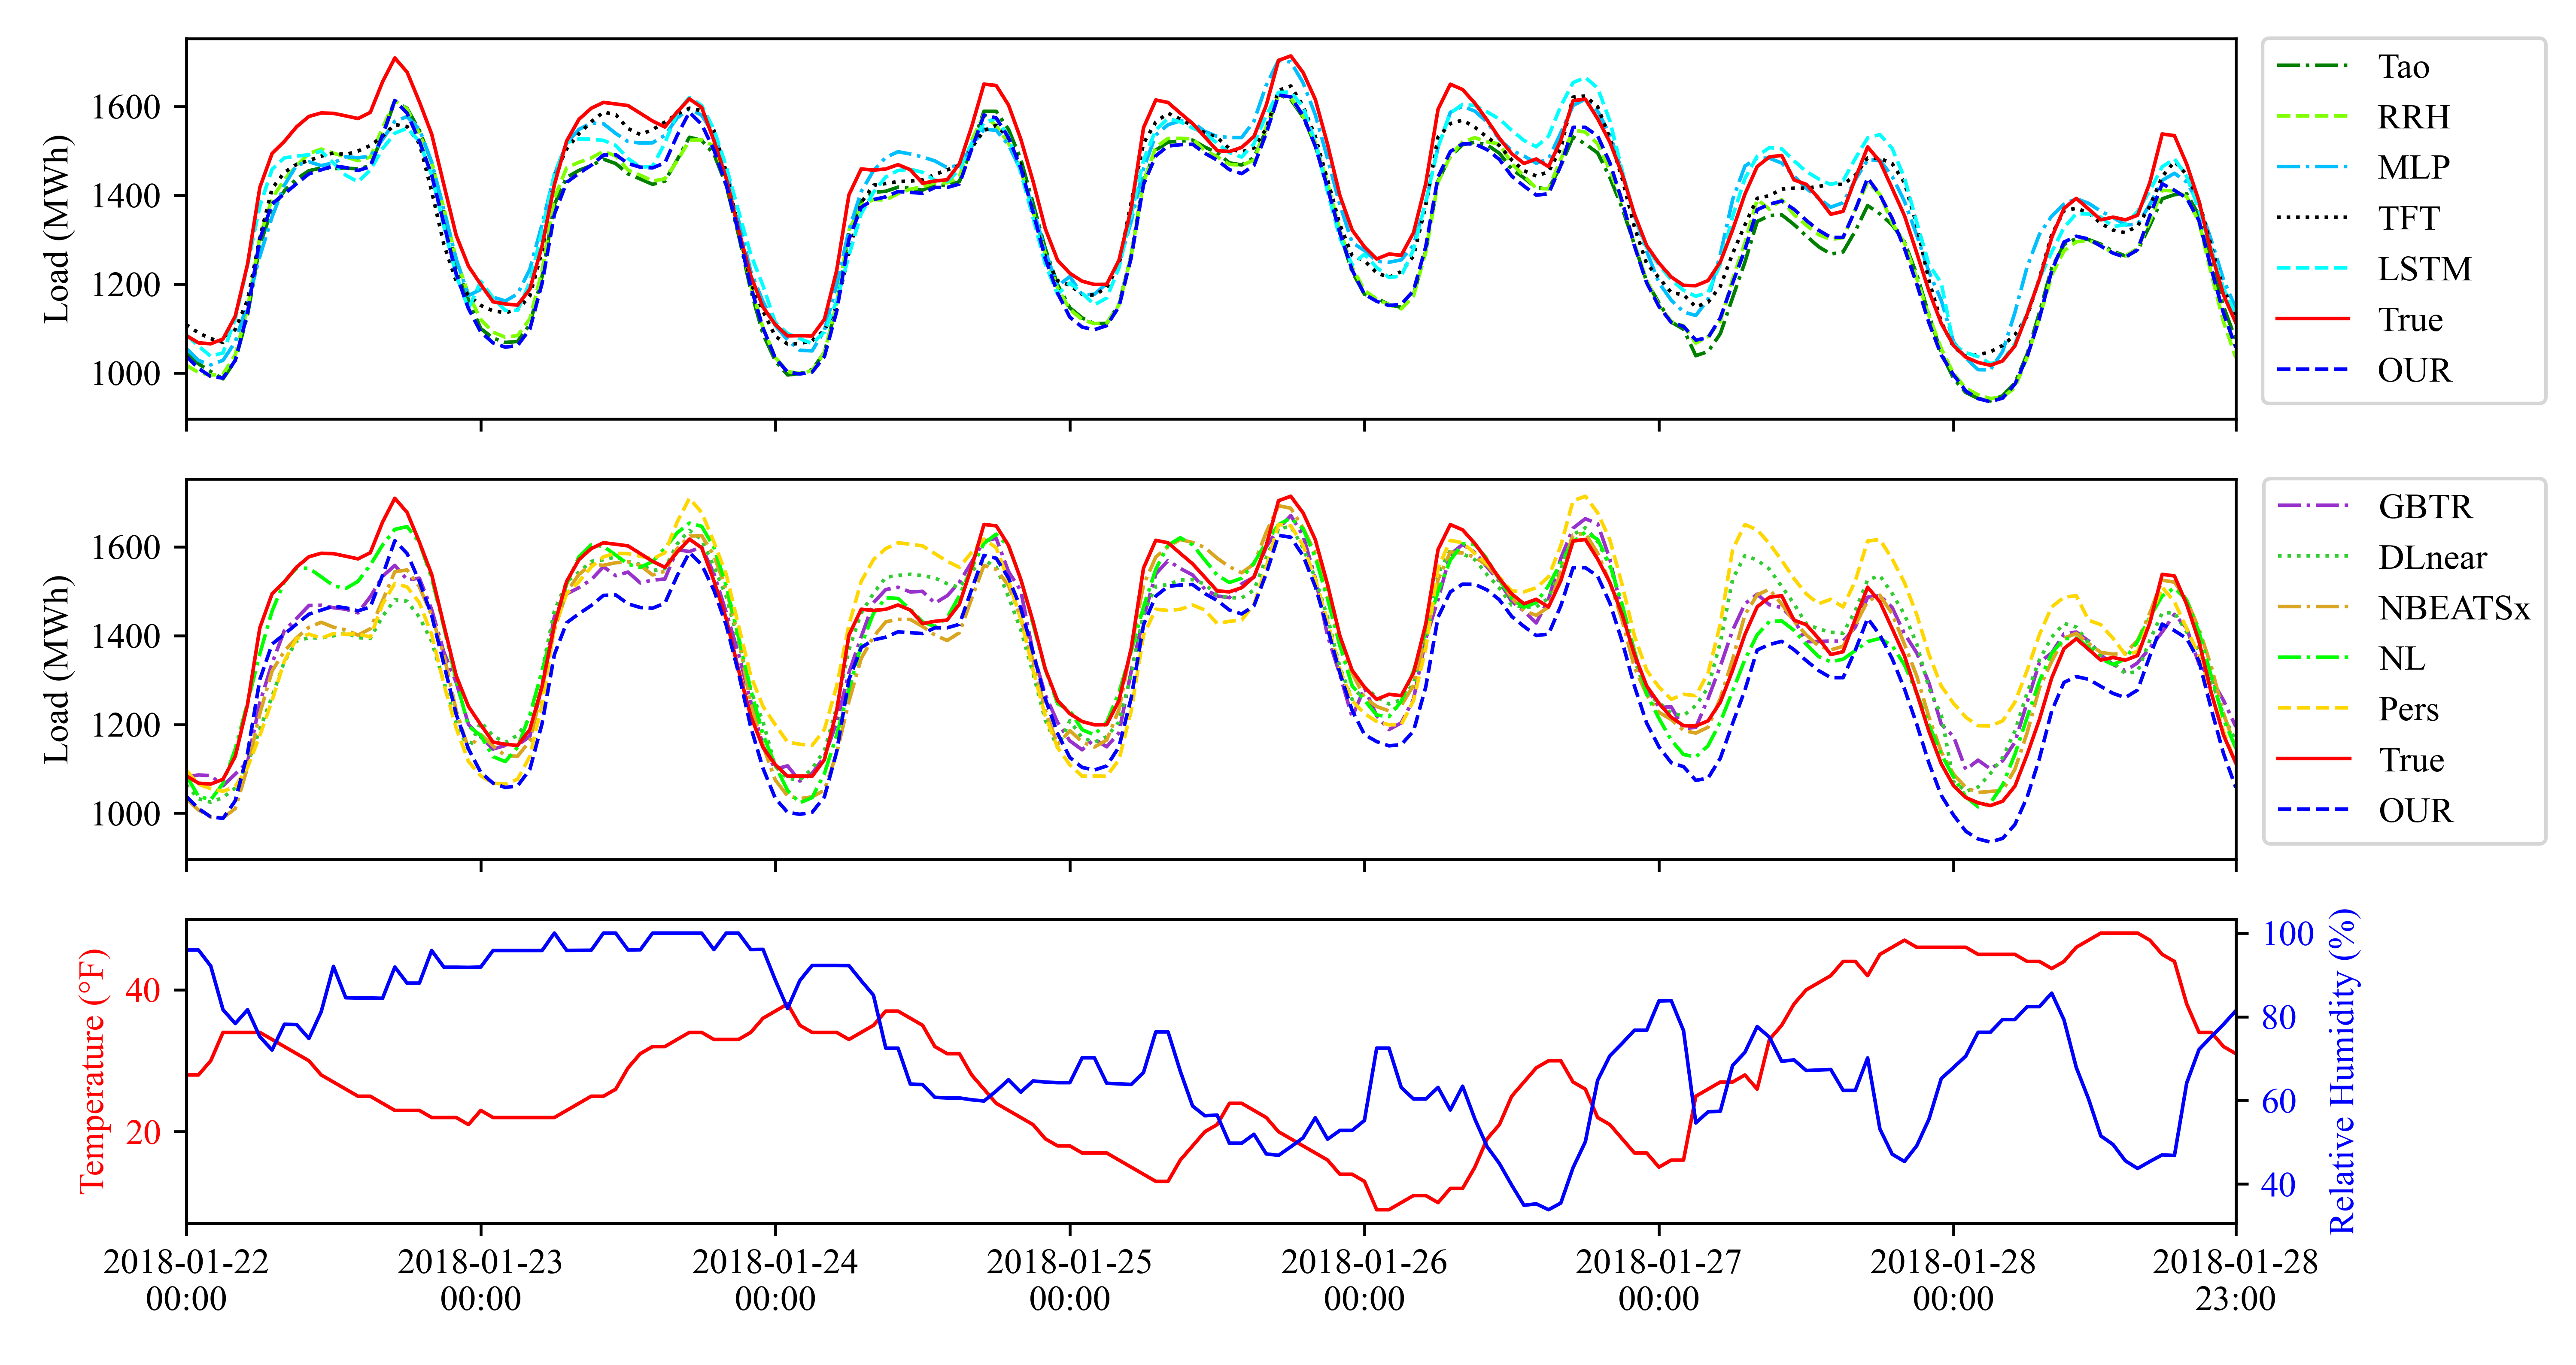 Load (MWh)
1600
1400
1200
1000
Tao
RRH
MLP
TFT
LSTM
True
OUR
Load (MWh)
1600
1400
1200
1000
GBTR
DLnear
NBEATSx
NL
Pers
True
OUR
Temperature (°F)
40
20
100
80
60
40
Relative Humidity (%)
2018-01-22 2018-01-23 2018-01-24 2018-01-25 2018-01-26 2018-01-27 2018-01-28 2018-01-28
00:00 00:00 00:00 00:00 00:00 00:00 00:00 23:00